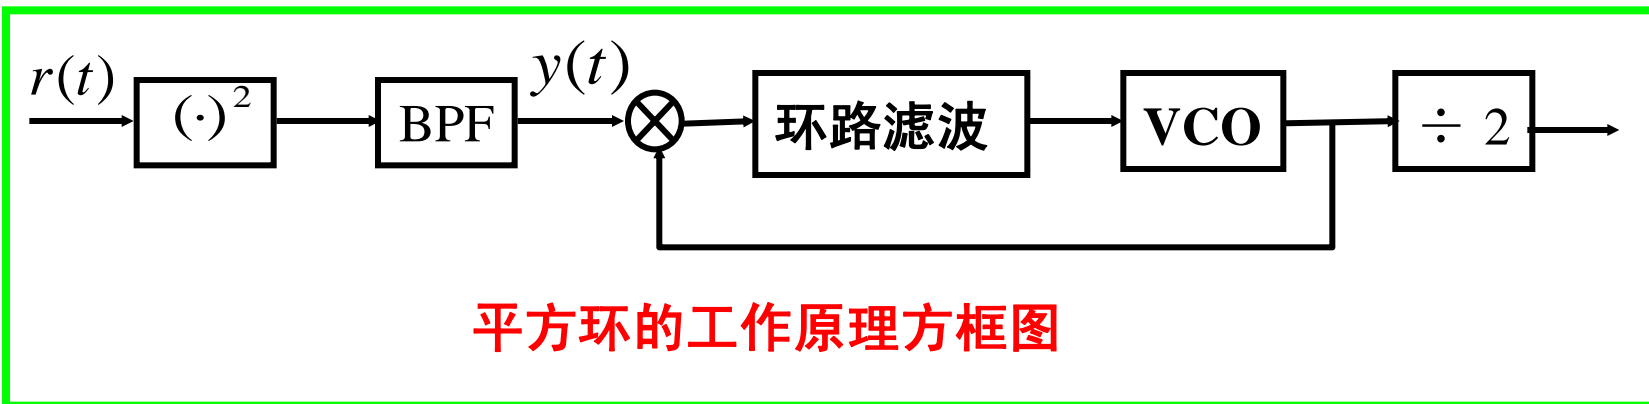 r(t) (·)² BPF y(t) 环路滤波 VCO ÷ 2
平方环的工作原理方框图